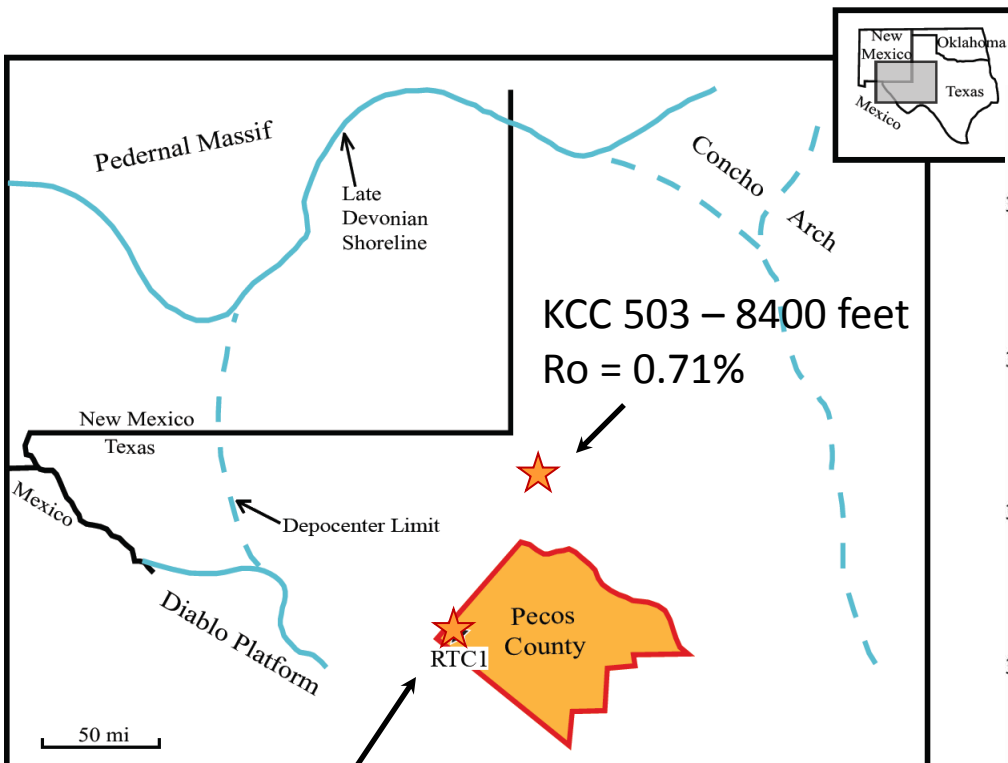 New
Mexico
Oklahoma
Texas
Mexico
Pedernal Massif
Late
Devonian
Shoreline
Concho
Arch
KCC 503 – 8400 feet
Ro = 0.71%
New Mexico
Texas
Mexico
Depocenter Limit
Diablo Platform
Pecos
County
RTC1
50 mi